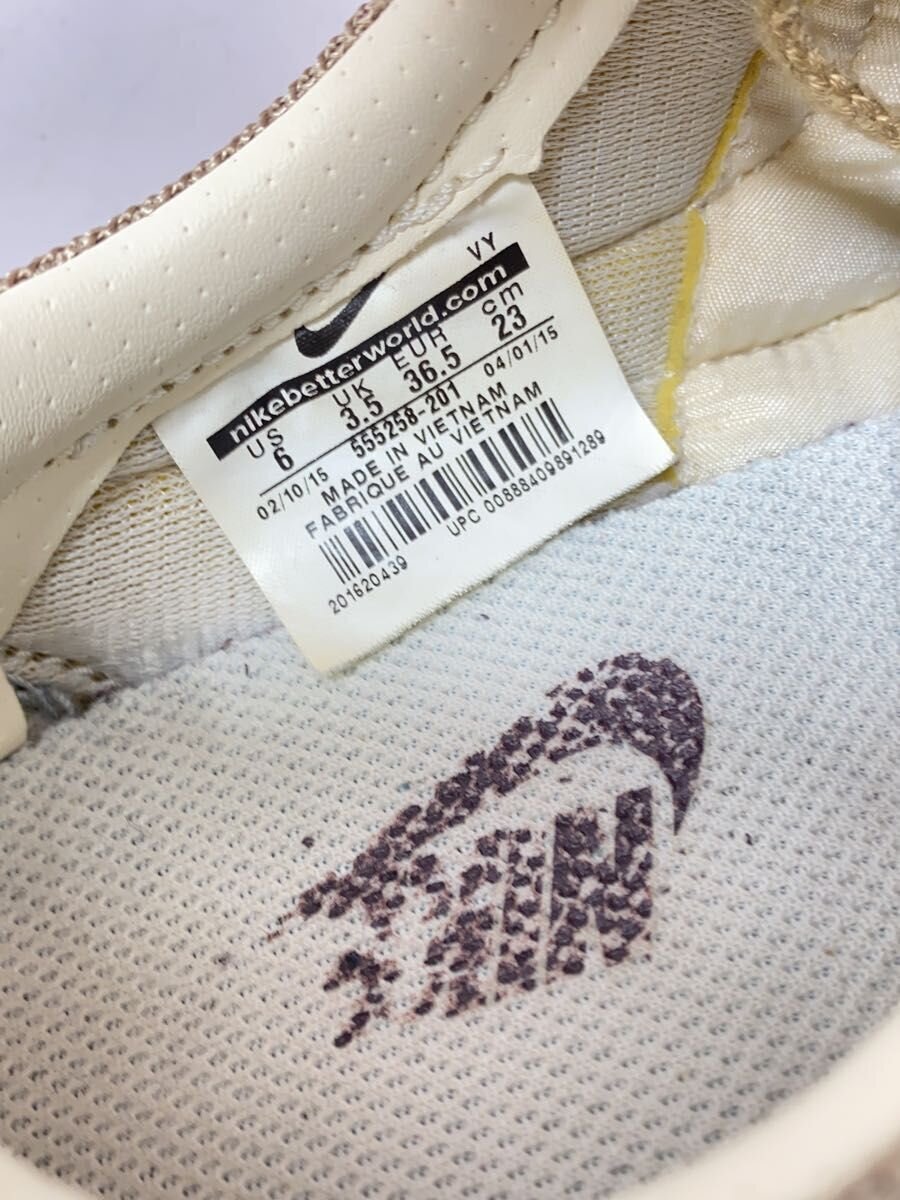 VY
nikebetterworld.com
US UK EUR cm
6 3.5 36.5 23
02/10/15 555258-201 04/01/15
MADE IN VIETNAM
FABRIQUE AU VIETNAM
201620439 UPC 00888409891289
NIKE